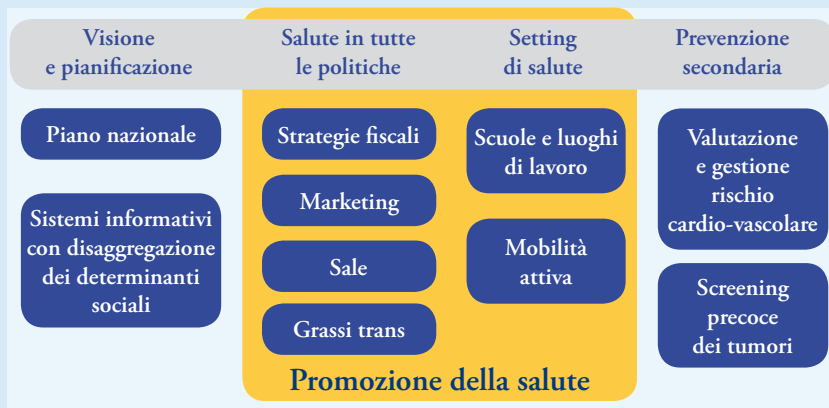 Visione
e pianificazione
Salute in tutte
le politiche
Setting
di salute
Prevenzione
secondaria
Piano nazionale
Sistemi informativi
con disaggregazione
dei determinanti
sociali
Strategie fiscali
Marketing
Sale
Grassi trans
Scuole e luoghi
di lavoro
Mobilità
attiva
Valutazione
e gestione
rischio
cardio-vascolare
Screening
precoce
dei tumori
Promozione della salute